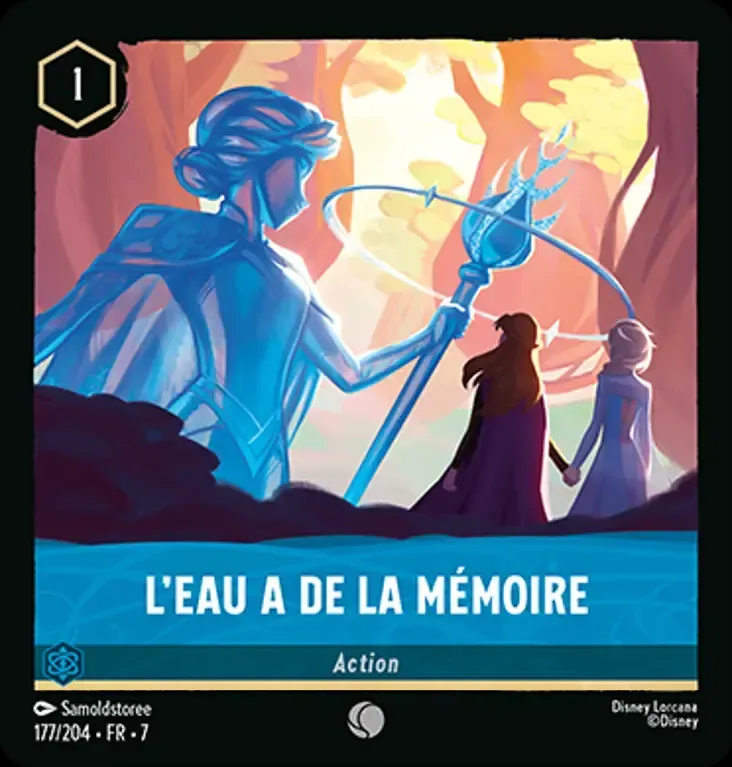 1
L'EAU A DE LA MÉMOIRE
Action
Samoldstoree
177/204 • FR • 7
Disney Lorcana
©Disney